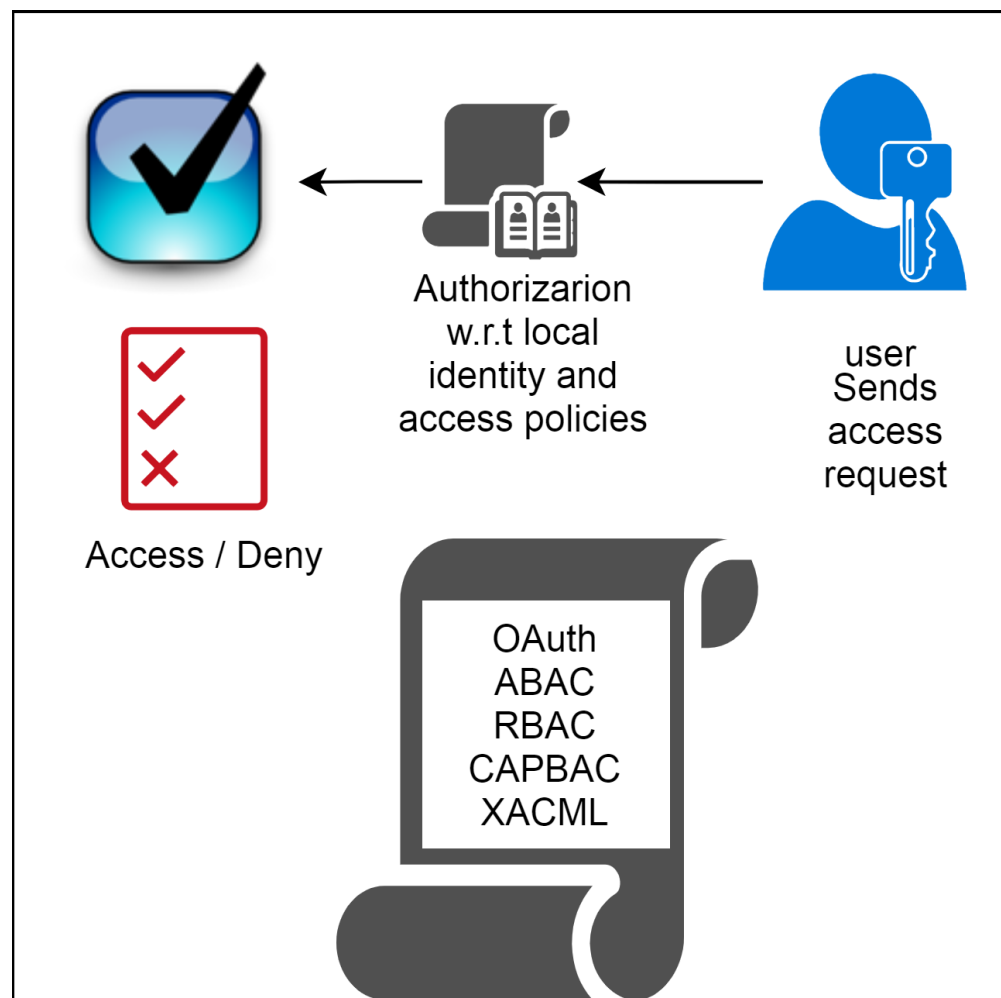 Authorizarion
w.r.t local
identity and
access policies
user
Sends
access
request
Access / Deny
OAuth
ABAC
RBAC
CAPBAC
XACML